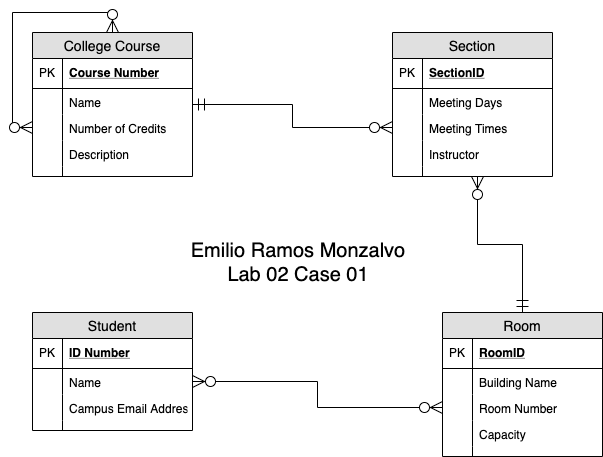 College Course
PK Course Number
Name
Number of Credits
Description
Section
PK SectionID
Meeting Days
Meeting Times
Instructor
Emilio Ramos Monzalvo
Lab 02 Case 01
Student
PK ID Number
Name
Campus Email Addres
Room
PK RoomID
Building Name
Room Number
Capacity